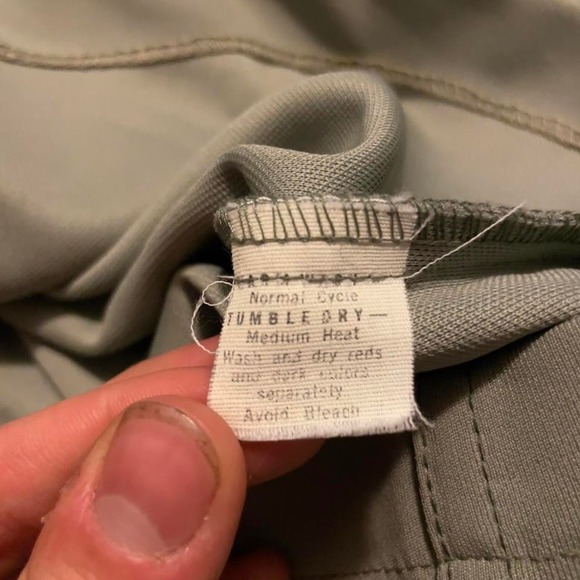 Normal Cycle
TUMBLE DRY—
Medium Heat
Wash and dry reds
and dark colors
separately
Avoid Bleach